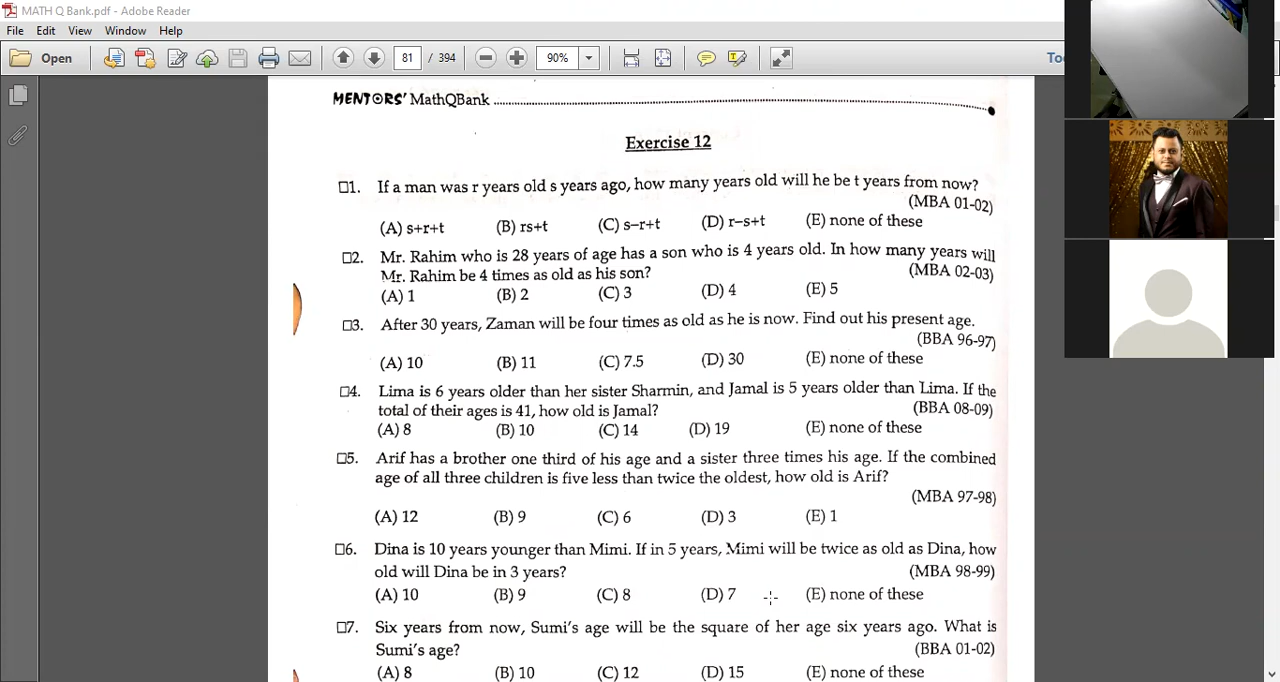 MATH Q Bank.pdf - Adobe Reader
File Edit View Window Help
Open 81 / 394 90%
MENTORS' MathQBank
Exercise 12
1. If a man was r years old s years ago, how many years old will he be t years from now?
(MBA 01-02)
(A) s+r+t (B) rs+t (C) s–r+t (D) r–s+t (E) none of these
2. Mr. Rahim who is 28 years of age has a son who is 4 years old. In how many years will
Mr. Rahim be 4 times as old as his son? (MBA 02-03)
(A) 1 (B) 2 (C) 3 (D) 4 (E) 5
3. After 30 years, Zaman will be four times as old as he is now. Find out his present age.
(BBA 96-97)
(A) 10 (B) 11 (C) 7.5 (D) 30 (E) none of these
4. Lima is 6 years older than her sister Sharmin, and Jamal is 5 years older than Lima. If the
total of their ages is 41, how old is Jamal? (BBA 08-09)
(A) 8 (B) 10 (C) 14 (D) 19 (E) none of these
5. Arif has a brother one third of his age and a sister three times his age. If the combined
age of all three children is five less than twice the oldest, how old is Arif?
(MBA 97-98)
(A) 12 (B) 9 (C) 6 (D) 3 (E) 1
6. Dina is 10 years younger than Mimi. If in 5 years, Mimi will be twice as old as Dina, how
old will Dina be in 3 years? (MBA 98-99)
(A) 10 (B) 9 (C) 8 (D) 7 (E) none of these
7. Six years from now, Sumi's age will be the square of her age six years ago. What is
Sumi's age? (BBA 01-02)
(A) 8 (B) 10 (C) 12 (D) 15 (E) none of these